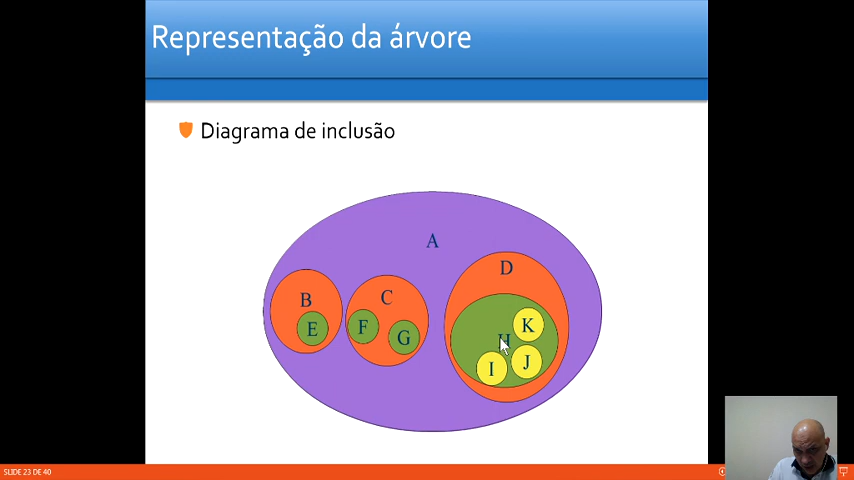 Representação da árvore
Diagrama de inclusão
A
D
B
C
K
E
F
G
H
J
I
SLIDE 23 DE 40